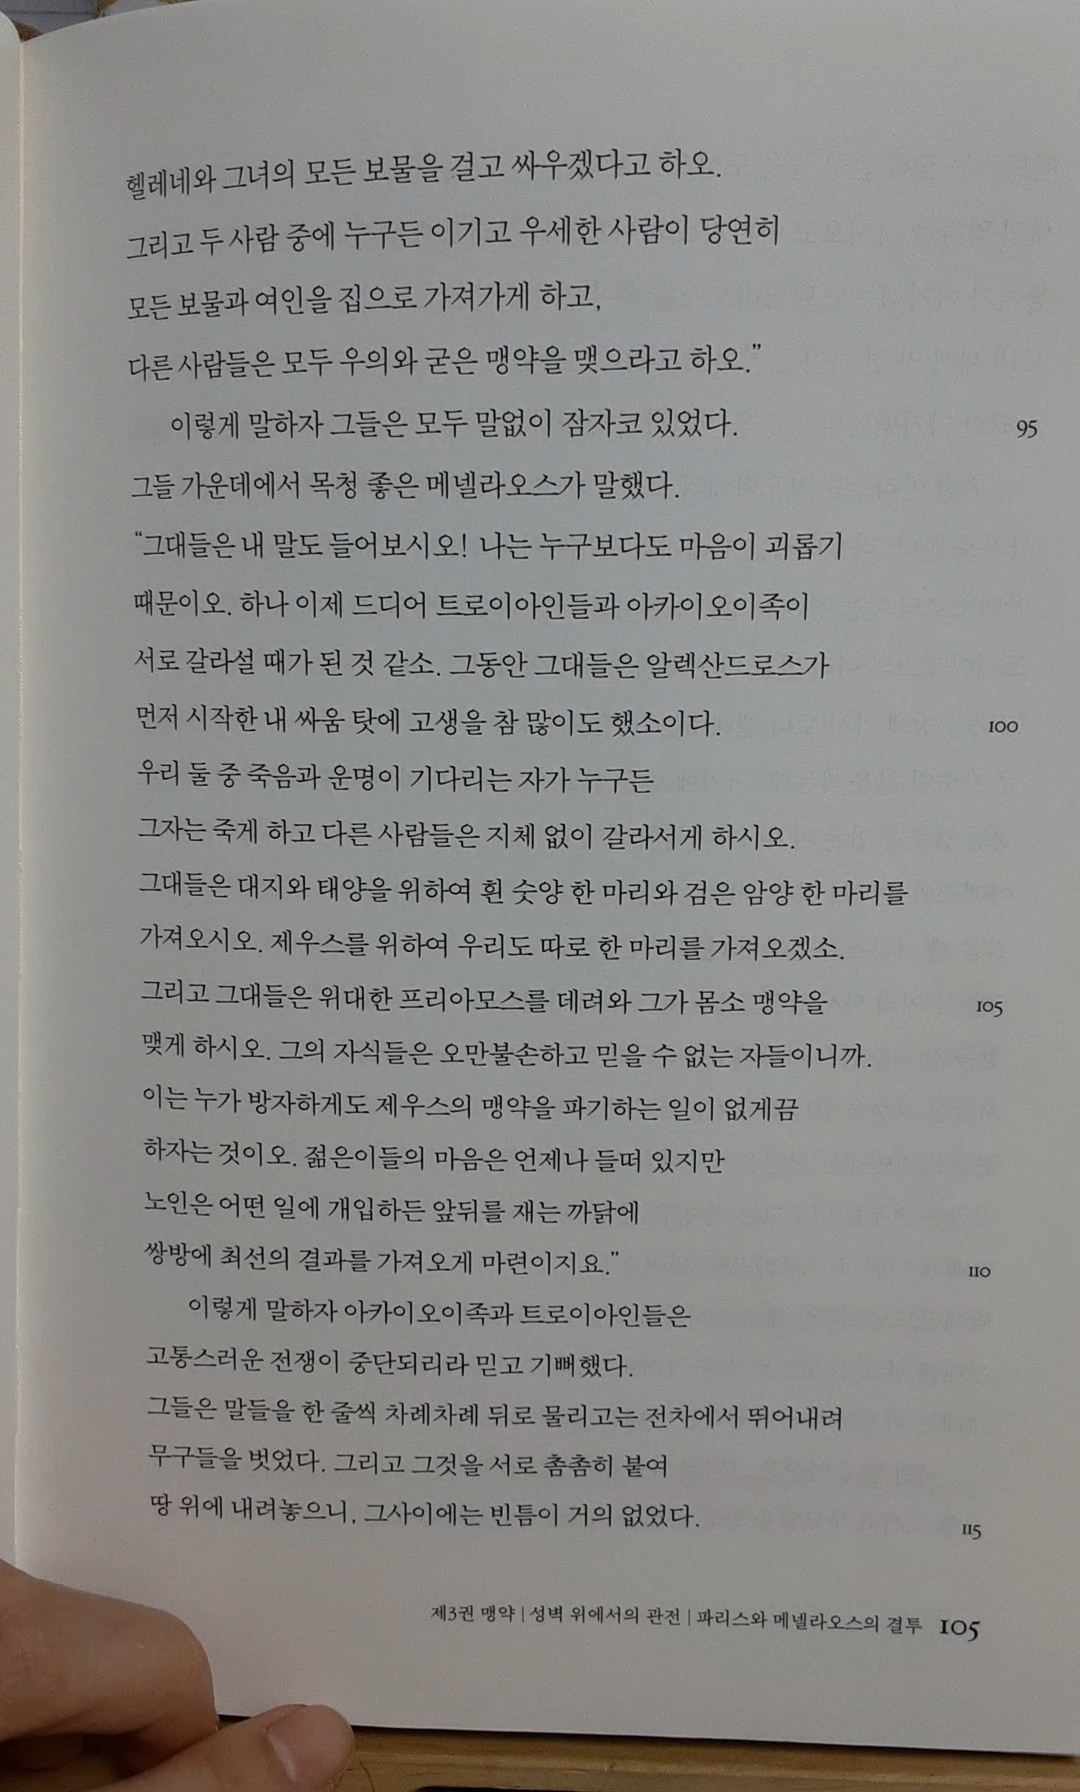 헬레네와 그녀의 모든 보물을 걸고 싸우겠다고 하오.
그리고 두 사람 중에 누구든 이기고 우세한 사람이 당연히
모든 보물과 여인을 집으로 가져가게 하고,
다른 사람들은 모두 우의와 굳은 맹약을 맺으라고 하오.”
이렇게 말하자 그들은 모두 말없이 잠자코 있었다. 95
그들 가운데에서 목청 좋은 메넬라오스가 말했다.
“그대들은 내 말도 들어보시오! 나는 누구보다도 마음이 괴롭기
때문이오. 하나 이제 드디어 트로이아인들과 아카이오이족이
서로 갈라설 때가 된 것 같소. 그동안 그대들은 알렉산드로스가
먼저 시작한 내 싸움 탓에 고생을 참 많이도 했소이다. 100
우리 둘 중 죽음과 운명이 기다리는 자가 누구든
그자는 죽게 하고 다른 사람들은 지체 없이 갈라서게 하시오.
그대들은 대지와 태양을 위하여 흰 숫양 한 마리와 검은 암양 한 마리를
가져오시오. 제우스를 위하여 우리도 따로 한 마리를 가져오겠소.
그리고 그대들은 위대한 프리아모스를 데려와 그가 몸소 맹약을 105
맺게 하시오. 그의 자식들은 오만불손하고 믿을 수 없는 자들이니까.
이는 누가 방자하게도 제우스의 맹약을 파기하는 일이 없게끔
하자는 것이오. 젊은이들의 마음은 언제나 들떠 있지만
노인은 어떤 일에 개입하든 앞뒤를 재는 까닭에
쌍방에 최선의 결과를 가져오게 마련이지요.” 110
이렇게 말하자 아카이오이족과 트로이아인들은
고통스러운 전쟁이 중단되리라 믿고 기뻐했다.
그들은 말들을 한 줄씩 차례차례 뒤로 물리고는 전차에서 뛰어내려
무구들을 벗었다. 그리고 그것을 서로 촘촘히 붙여
땅 위에 내려놓으니, 그사이에는 빈틈이 거의 없었다. 115
제3권 맹약 | 성벽 위에서의 관전 | 파리스와 메넬라오스의 결투 105